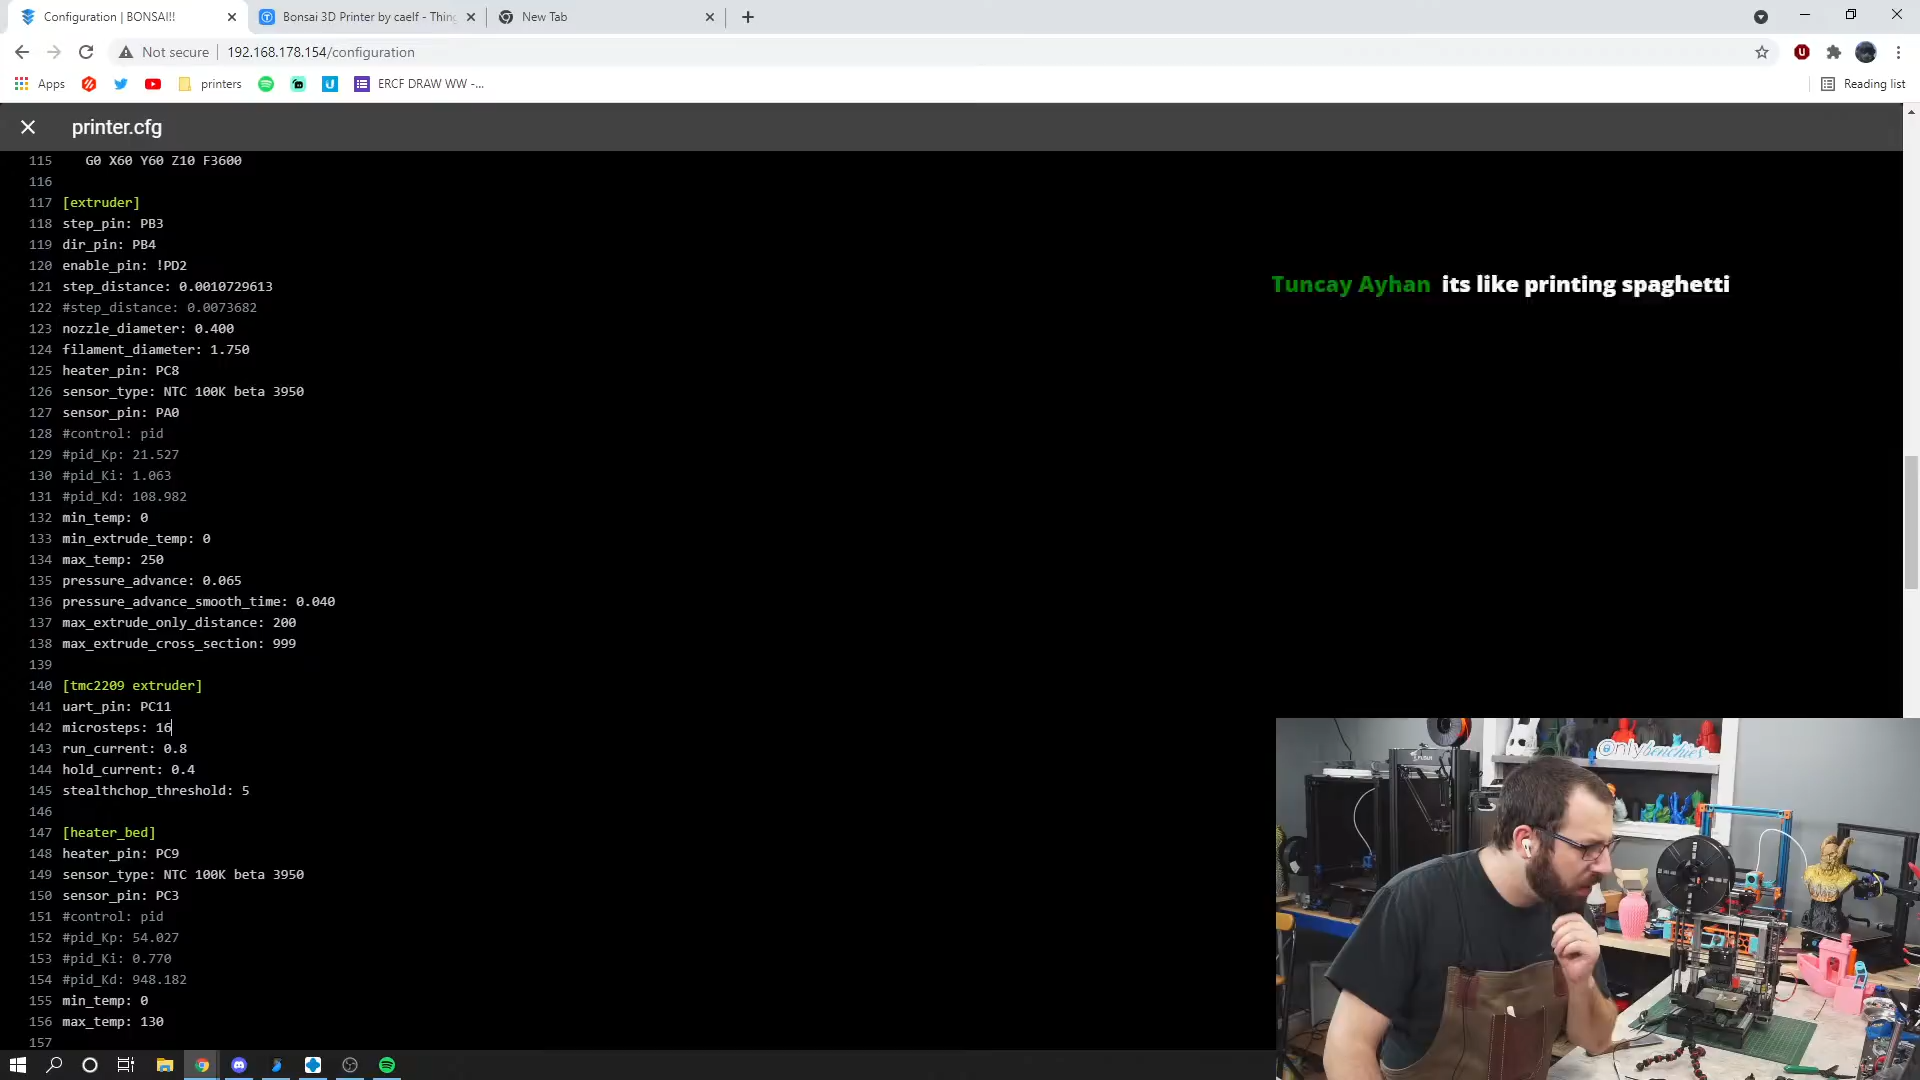 Configuration | BONSAI!!
Bonsai 3D Printer by caelf - Thing
New Tab
Not secure
192.168.178.154/configuration
Apps
printers
ERCF DRAW WW -...
Reading list
printer.cfg
115 G0 X60 Y60 Z10 F3600
116
117 [extruder]
118 step_pin: PB3
119 dir_pin: PB4
120 enable_pin: !PD2
121 step_distance: 0.0010729613
122 #step_distance: 0.0073682
123 nozzle_diameter: 0.400
124 filament_diameter: 1.750
125 heater_pin: PC8
126 sensor_type: NTC 100K beta 3950
127 sensor_pin: PA0
128 #control: pid
129 #pid_Kp: 21.527
130 #pid_Ki: 1.063
131 #pid_Kd: 108.982
132 min_temp: 0
133 min_extrude_temp: 0
134 max_temp: 250
135 pressure_advance: 0.065
136 pressure_advance_smooth_time: 0.040
137 max_extrude_only_distance: 200
138 max_extrude_cross_section: 999
139
140 [tmc2209 extruder]
141 uart_pin: PC11
142 microsteps: 16
143 run_current: 0.8
144 hold_current: 0.4
145 stealthchop_threshold: 5
146
147 [heater_bed]
148 heater_pin: PC9
149 sensor_type: NTC 100K beta 3950
150 sensor_pin: PC3
151 #control: pid
152 #pid_Kp: 54.027
153 #pid_Ki: 0.770
154 #pid_Kd: 948.182
155 min_temp: 0
156 max_temp: 130
157
Tuncay Ayhan its like printing spaghetti
@onlybenchies